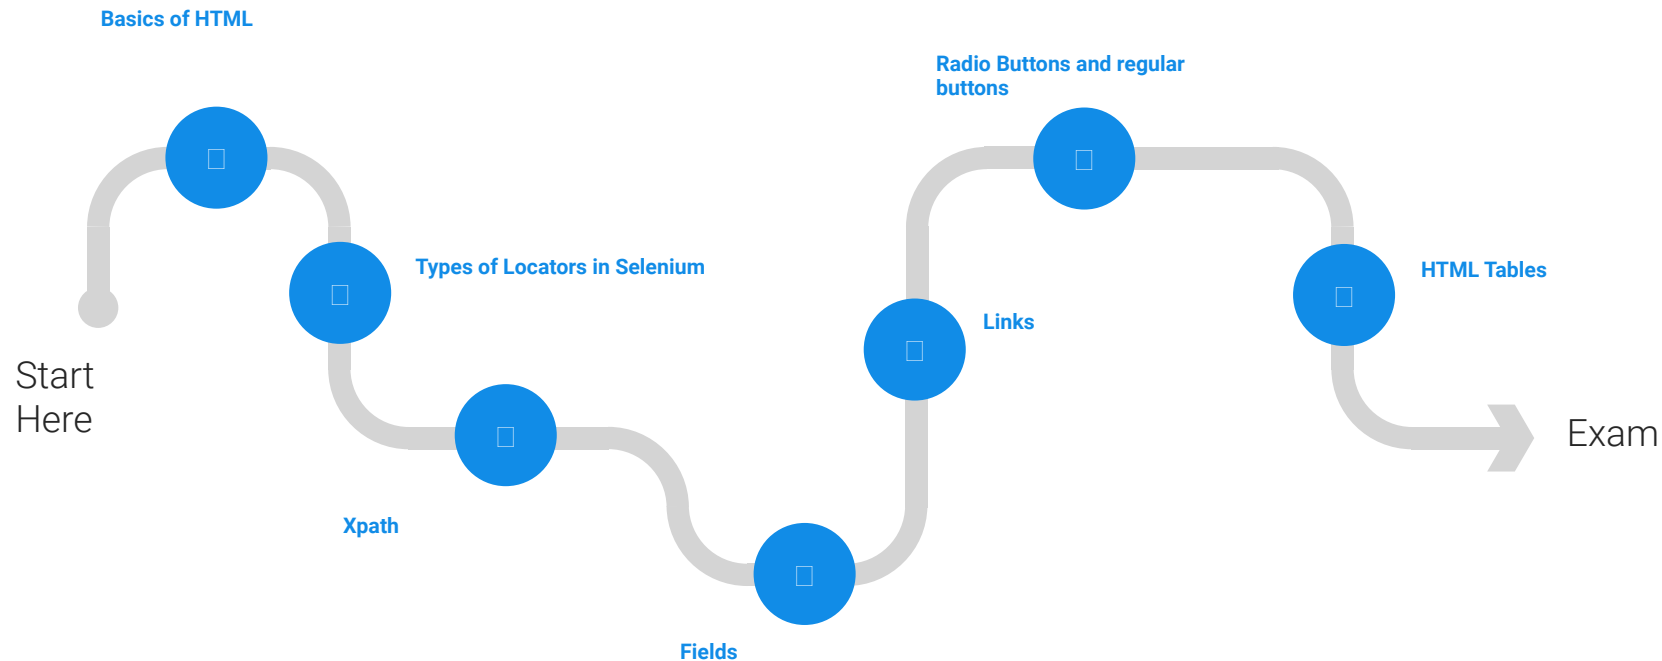 Basics of HTML
Radio Buttons and regular
buttons
Types of Locators in Selenium
HTML Tables
Links
Start
Here
Exam
Xpath
Fields